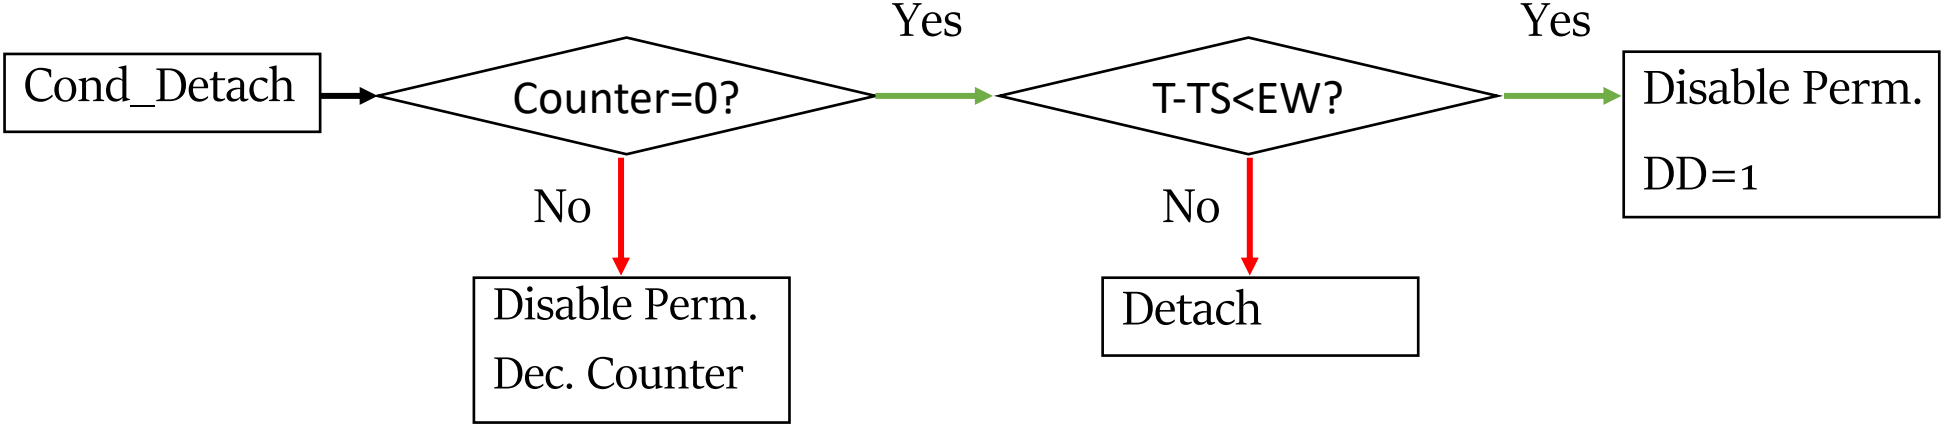 Cond_Detach
Counter=0?
Yes
T-TS<EW?
Yes
Disable Perm.
DD=1
No
Disable Perm.
Dec. Counter
No
Detach